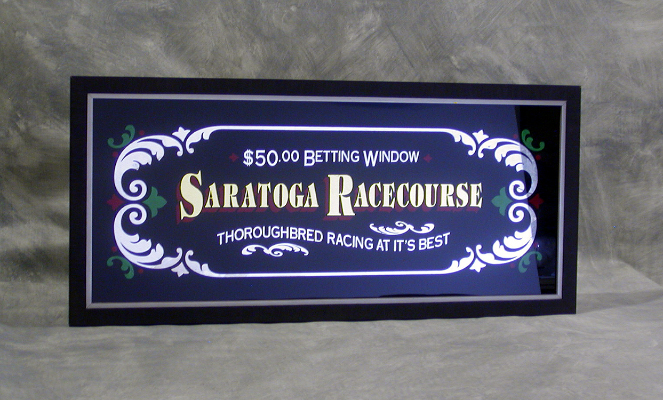 $50.00 Betting Window
Saratoga Racecourse
Thoroughbred Racing at it's Best